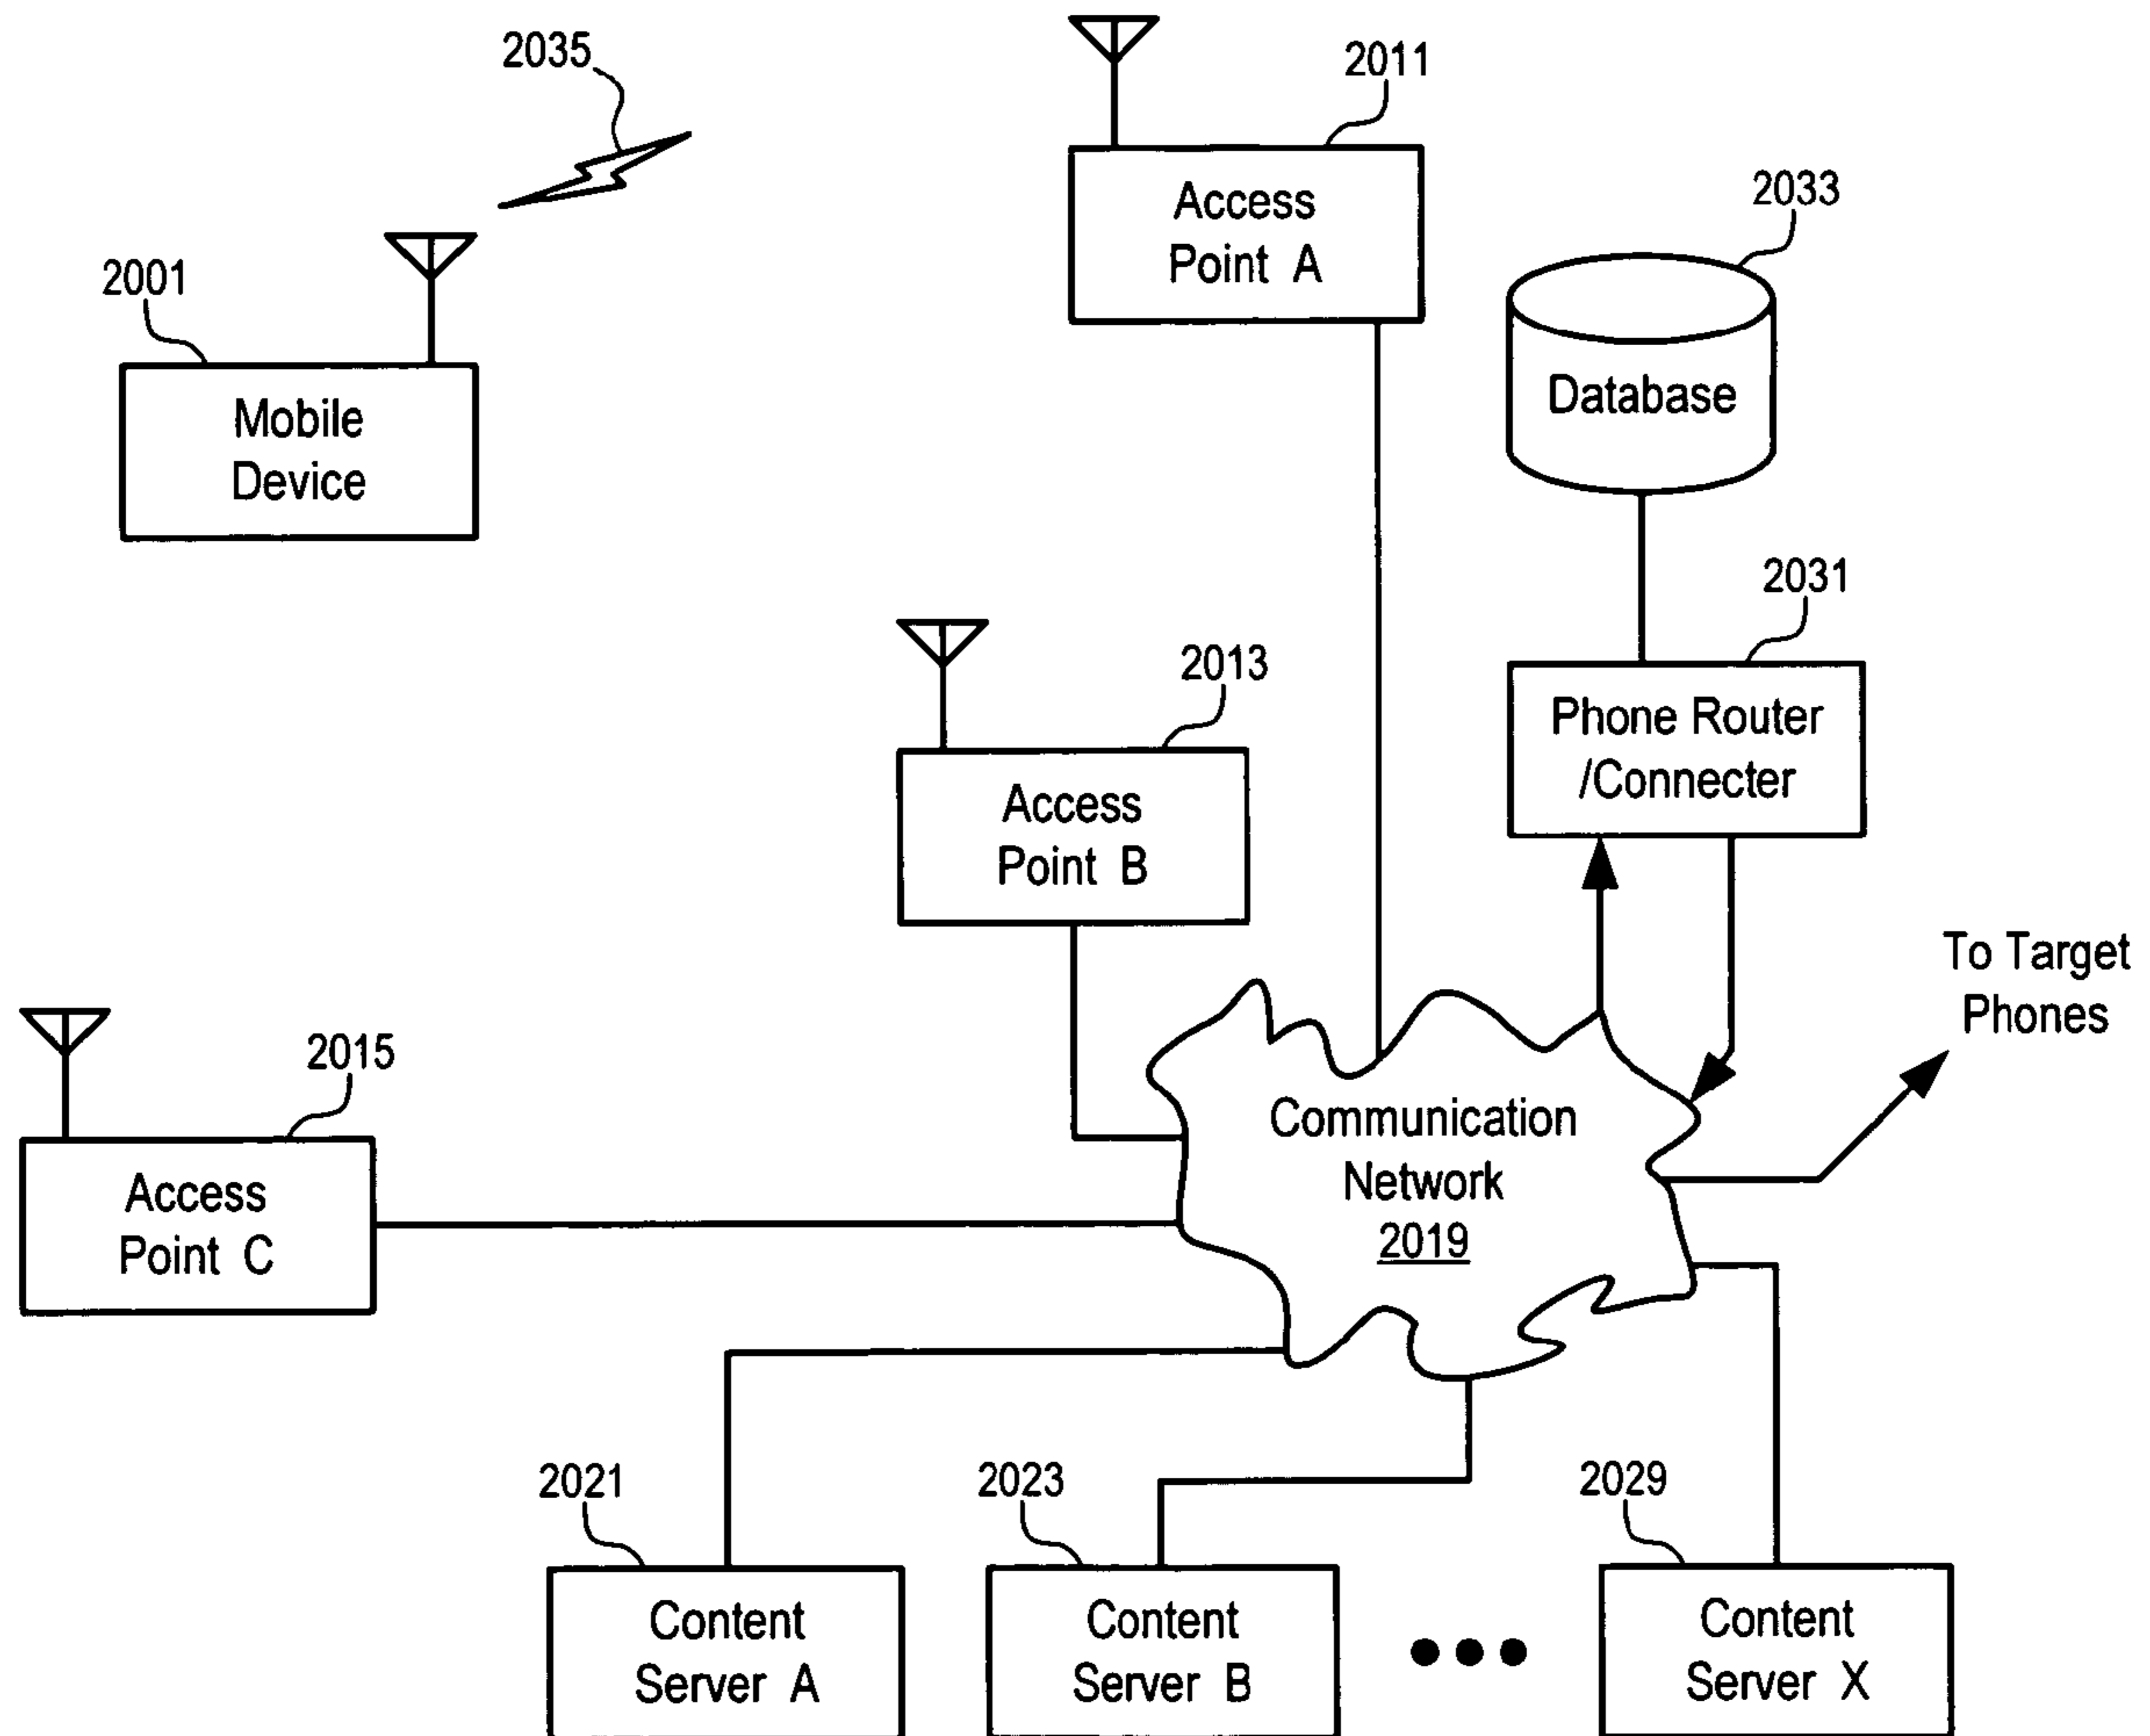 2035
2011
2033
2001
Access
Point A
Mobile
Device
Database
2031
2013
Phone Router
/Connecter
Access
Point B
To Target
Phones
2015
Communication
Network
2019
Access
Point C
2021
2023
2029
Content
Server A
Content
Server B
Content
Server X